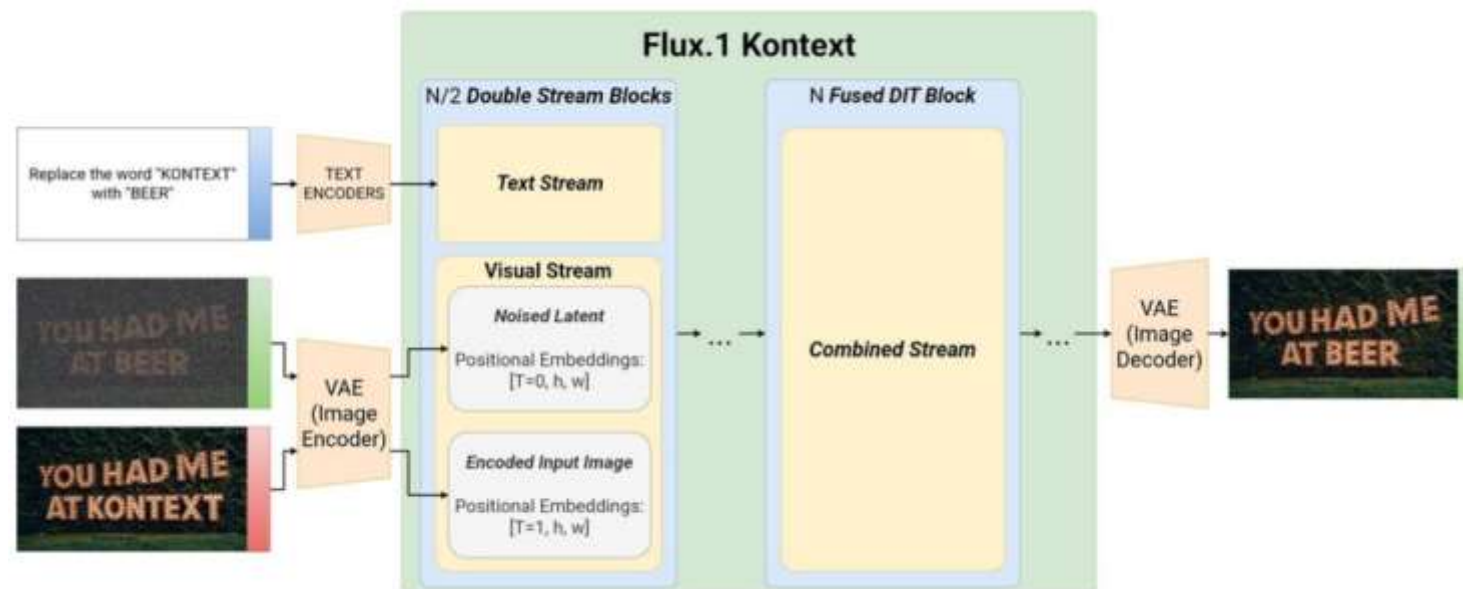 Flux.1 Kontext
N/2 Double Stream Blocks
N Fused DIT Block
Replace the word "KONTEXT"
with "BEER"
TEXT
ENCODERS
Text Stream
YOU HAD ME
AT BEER
YOU HAD ME
AT KONTEXT
VAE
(Image
Encoder)
Visual Stream
Noised Latent
Positional Embeddings:
[T=0, h, w]
Encoded Input Image
Positional Embeddings:
[T=1, h, w]
...
Combined Stream
...
VAE
(Image
Decoder)
YOU HAD ME
AT BEER